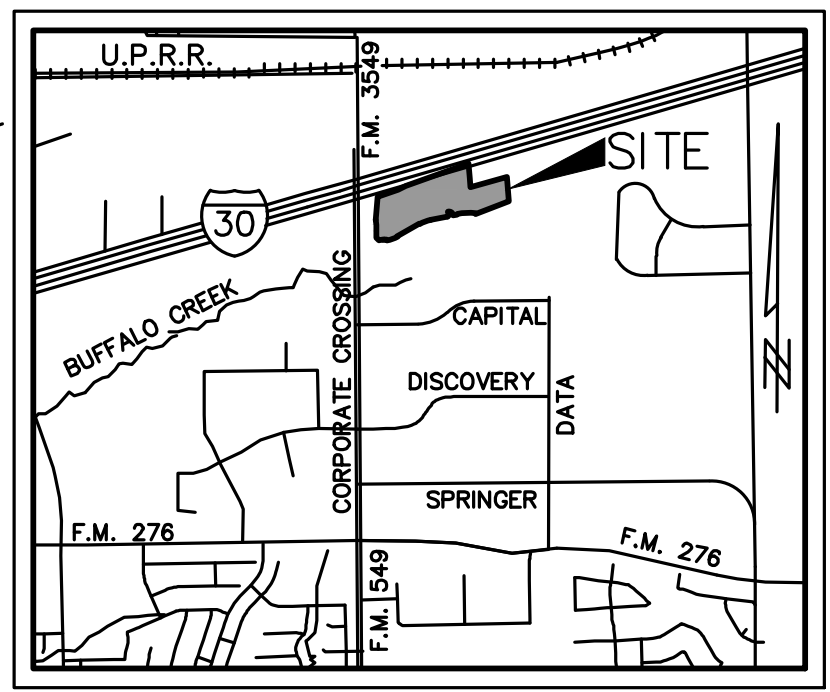 U.P.R.R.
F.M. 3549
SITE
30
BUFFALO CREEK
CORPORATE CROSSING
CAPITAL
DISCOVERY
DATA
SPRINGER
F.M. 276
F.M. 276
F.M. 549
N